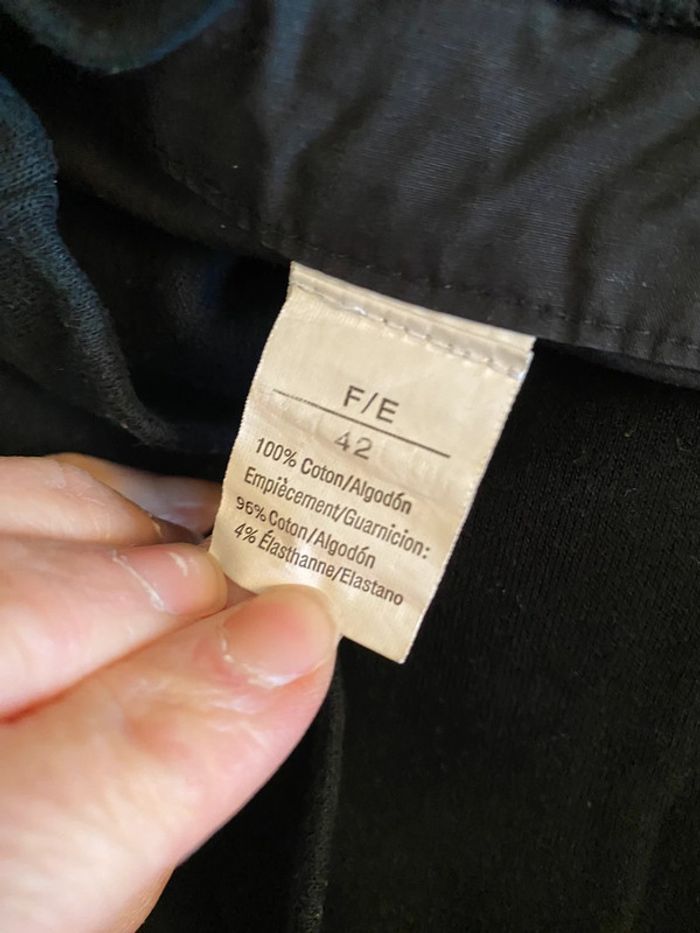 F/E
42
100% Coton/Algodón
Empiècement/Guarnicion:
96% Coton/Algodón
4% Élasthanne/Elastano